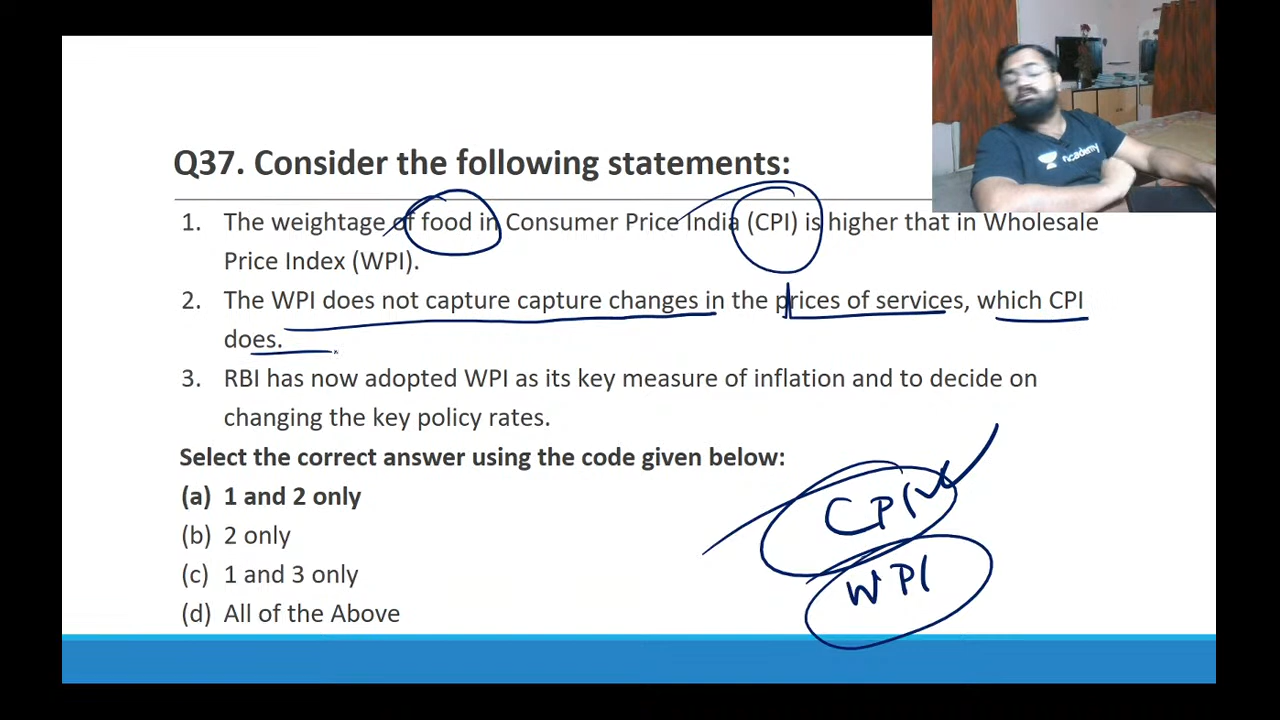 Q37. Consider the following statements:
1. The weightage of food in Consumer Price India (CPI) is higher that in Wholesale
Price Index (WPI).
2. The WPI does not capture capture changes in the prices of services, which CPI
does.
3. RBI has now adopted WPI as its key measure of inflation and to decide on
changing the key policy rates.
Select the correct answer using the code given below:
(a) 1 and 2 only
(b) 2 only
(c) 1 and 3 only
(d) All of the Above
CPI
WPI
ncademy